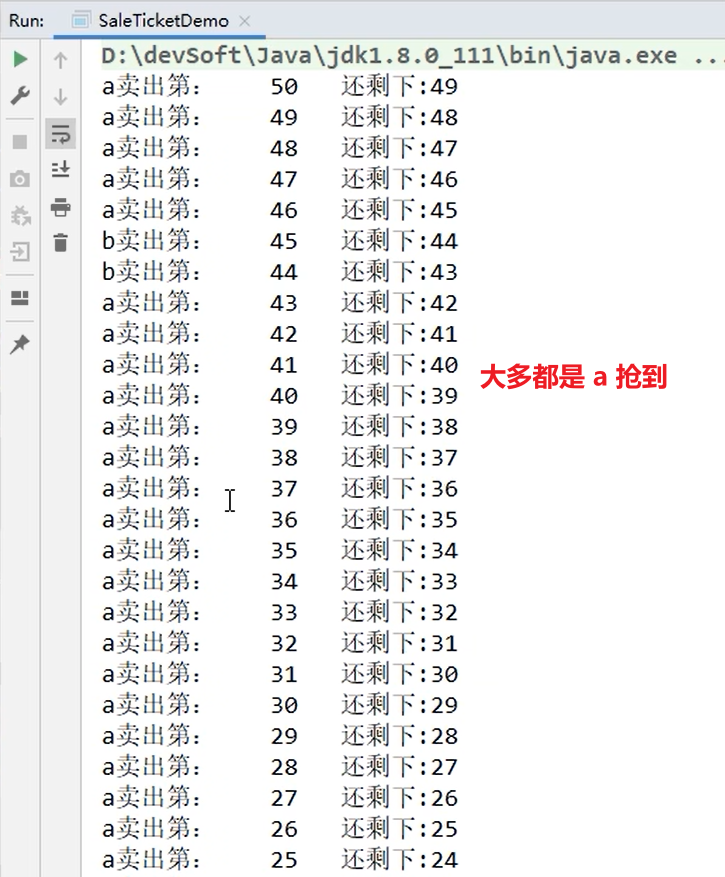 Run: SaleTicketDemo
D:\devSoft\Java\jdk1.8.0_111\bin\java.exe ...
a卖出第： 50 还剩下:49
a卖出第： 49 还剩下:48
a卖出第： 48 还剩下:47
a卖出第： 47 还剩下:46
a卖出第： 46 还剩下:45
b卖出第： 45 还剩下:44
b卖出第： 44 还剩下:43
a卖出第： 43 还剩下:42
a卖出第： 42 还剩下:41
a卖出第： 41 还剩下:40
大多都是 a 抢到
a卖出第： 40 还剩下:39
a卖出第： 39 还剩下:38
a卖出第： 38 还剩下:37
a卖出第： 37 还剩下:36
a卖出第： 36 还剩下:35
a卖出第： 35 还剩下:34
a卖出第： 34 还剩下:33
a卖出第： 33 还剩下:32
a卖出第： 32 还剩下:31
a卖出第： 31 还剩下:30
a卖出第： 30 还剩下:29
a卖出第： 29 还剩下:28
a卖出第： 28 还剩下:27
a卖出第： 27 还剩下:26
a卖出第： 26 还剩下:25
a卖出第： 25 还剩下:24